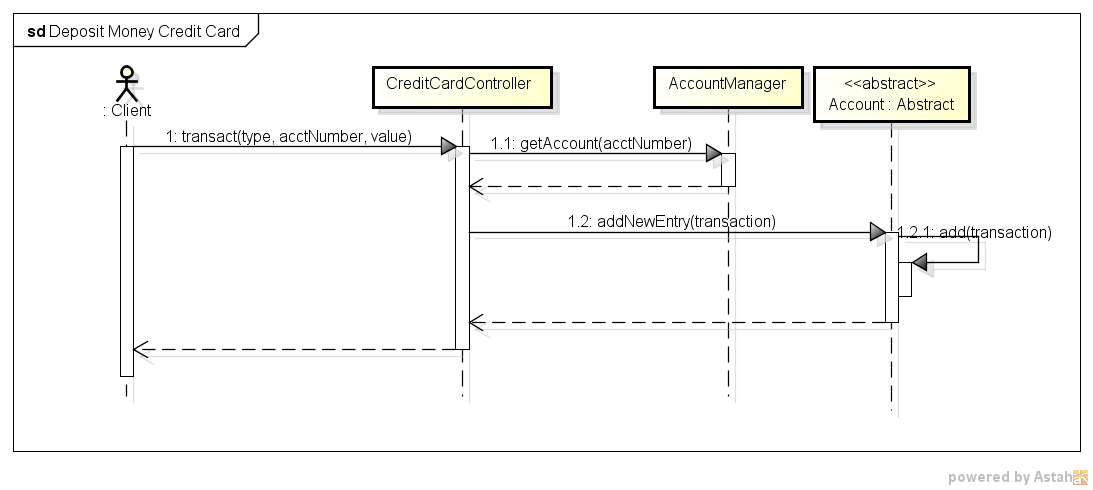 sd Deposit Money Credit Card
: Client
CreditCardController
AccountManager
<<abstract>>
Account : Abstract
1: transact(type, acctNumber, value)
1.1: getAccount(acctNumber)
1.2: addNewEntry(transaction)
1.2.1: add(transaction)
powered by Astah